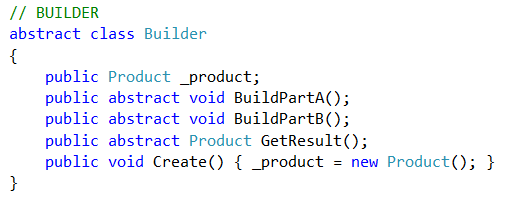 // BUILDER
abstract class Builder
{
    public Product _product;
    public abstract void BuildPartA();
    public abstract void BuildPartB();
    public abstract Product GetResult();
    public void Create() { _product = new Product(); }
}